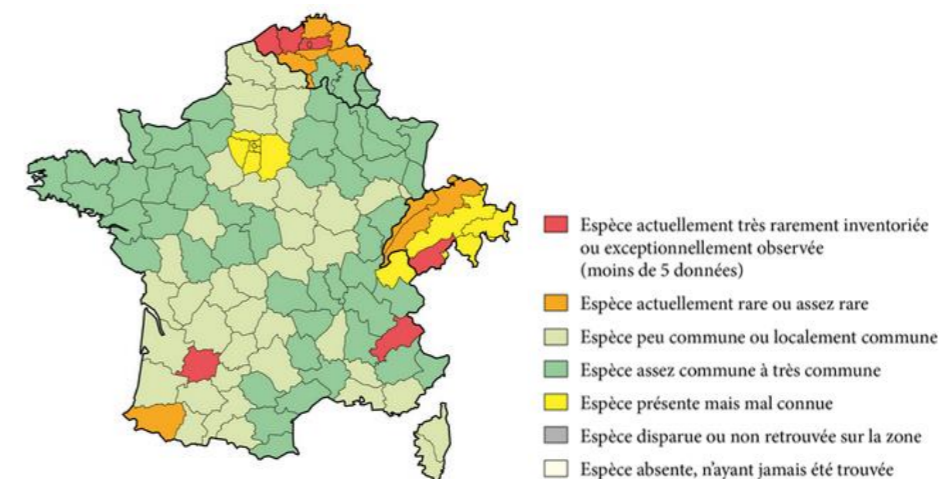 Espèce actuellement très rarement inventoriée
ou exceptionnellement observée
(moins de 5 données)
Espèce actuellement rare ou assez rare
Espèce peu commune ou localement commune
Espèce assez commune à très commune
Espèce présente mais mal connue
Espèce disparue ou non retrouvée sur la zone
Espèce absente, n'ayant jamais été trouvée